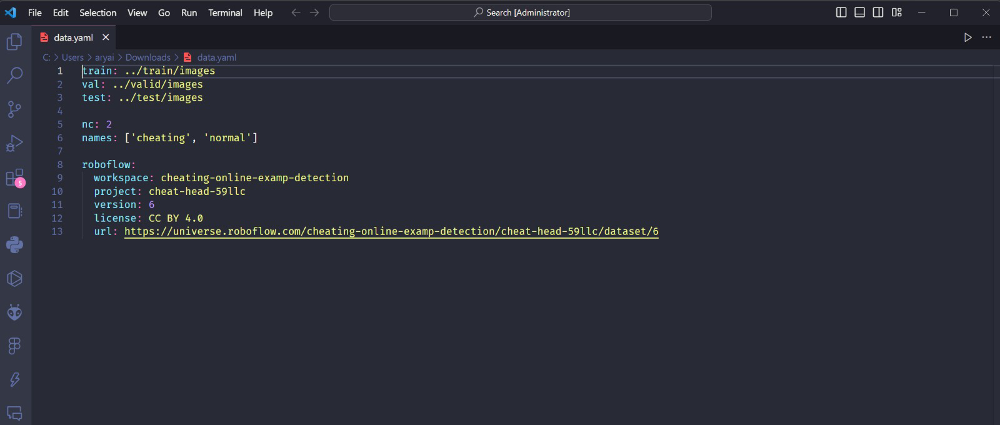 File Edit Selection View Go Run Terminal Help Search [Administrator]
data.yaml
C: > Users > aryai > Downloads > data.yaml
1 train: ../train/images
2 val: ../valid/images
3 test: ../test/images
4
5 nc: 2
6 names: ['cheating', 'normal']
7
8 roboflow:
9 workspace: cheating-online-examp-detection
10 project: cheat-head-59llc
11 version: 6
12 license: CC BY 4.0
13 url: https://universe.roboflow.com/cheating-online-examp-detection/cheat-head-59llc/dataset/6
5